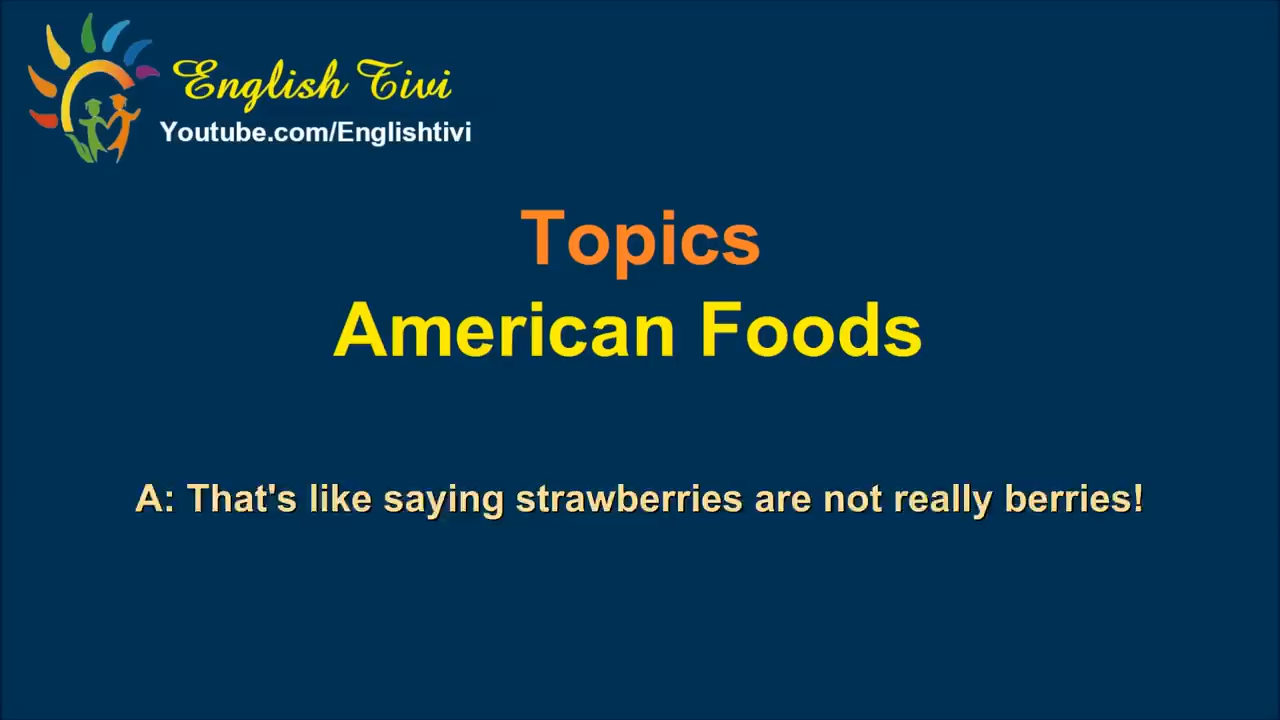 English Tivi
Youtube.com/Englishtivi
Topics
American Foods
A: That's like saying strawberries are not really berries!